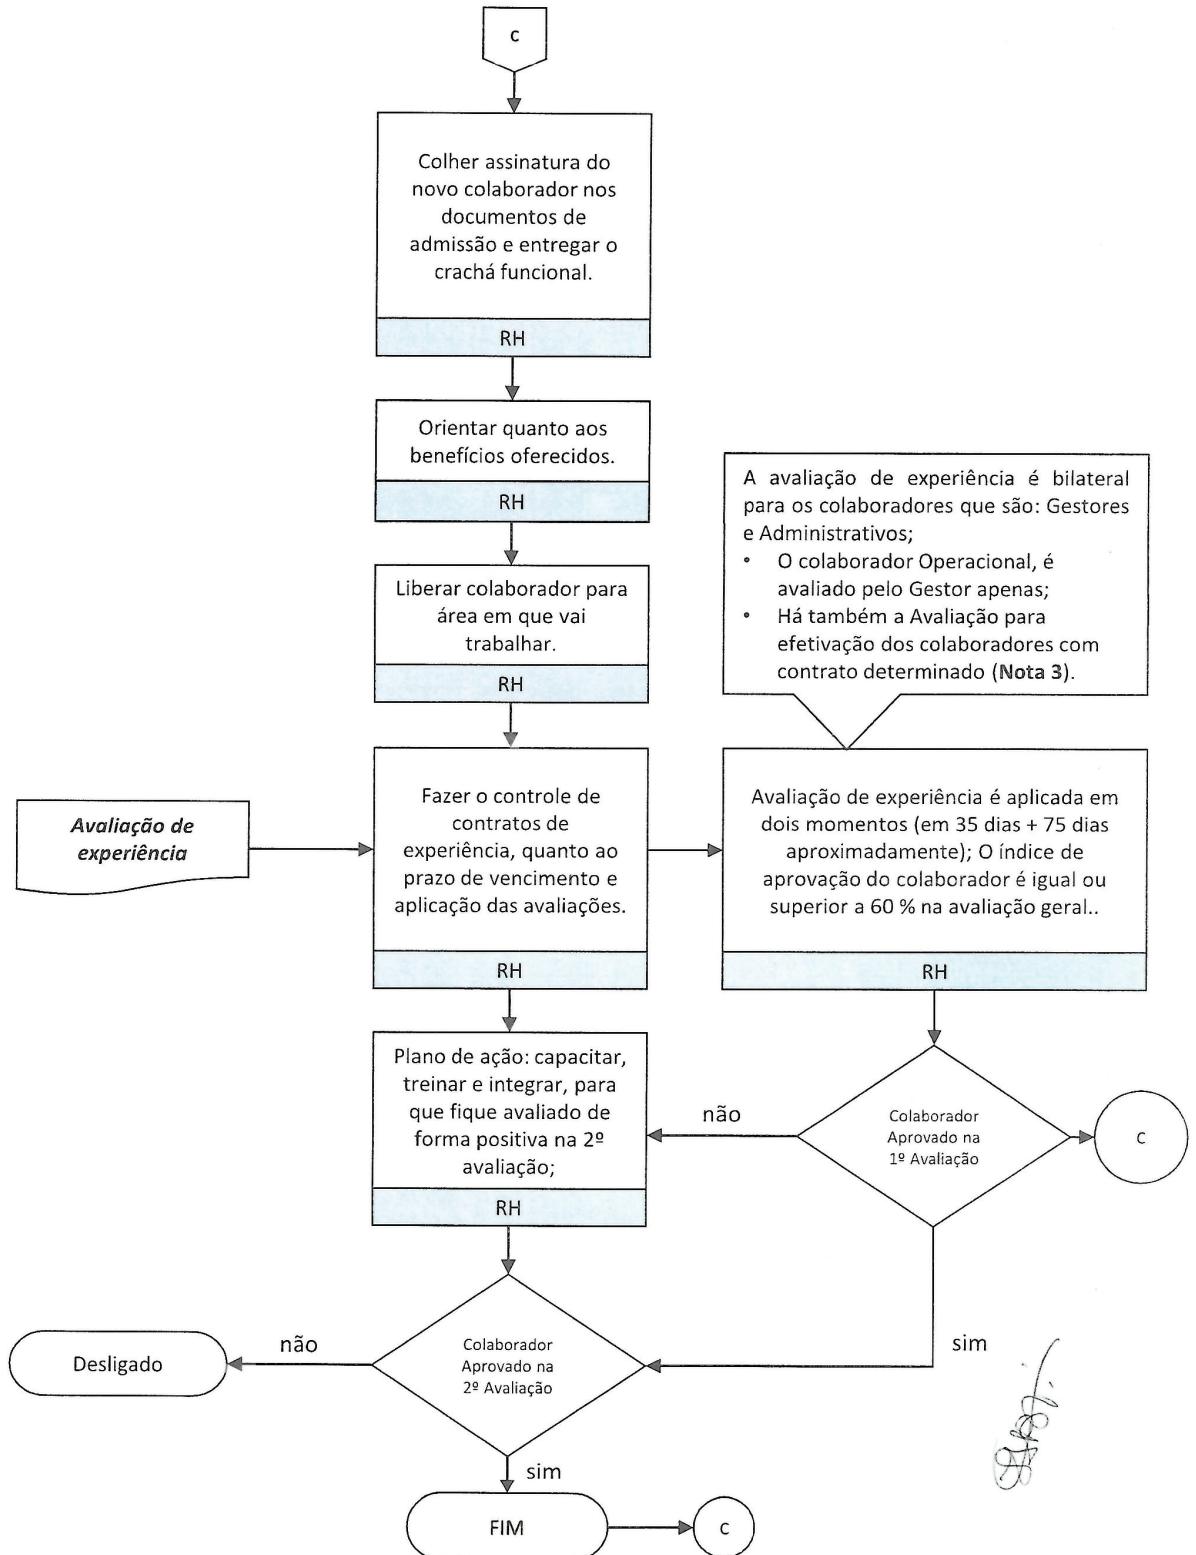 c
Colher assinatura do
novo colaborador nos
documentos de
admissão e entregar o
crachá funcional.
RH
Orientar quanto aos
benefícios oferecidos.
RH
A avaliação de experiência é bilateral
para os colaboradores que são: Gestores
e Administrativos;
• O colaborador Operacional, é
avaliado pelo Gestor apenas;
• Há também a Avaliação para
efetivação dos colaboradores com
contrato determinado (Nota 3).
Liberar colaborador para
área em que vai
trabalhar.
RH
Avaliação de
experiência
Fazer o controle de
contratos de
experiência, quanto ao
prazo de vencimento e
aplicação das avaliações.
RH
Avaliação de experiência é aplicada em
dois momentos (em 35 dias + 75 dias
aproximadamente); O índice de
aprovação do colaborador é igual ou
superior a 60 % na avaliação geral..
RH
Plano de ação: capacitar,
treinar e integrar, para
que fique avaliado de
forma positiva na 2º
avaliação;
RH
não
Colaborador
Aprovado na
1º Avaliação
C
Desligado
não
Colaborador
Aprovado na
2º Avaliação
sim
sim
FIM
C